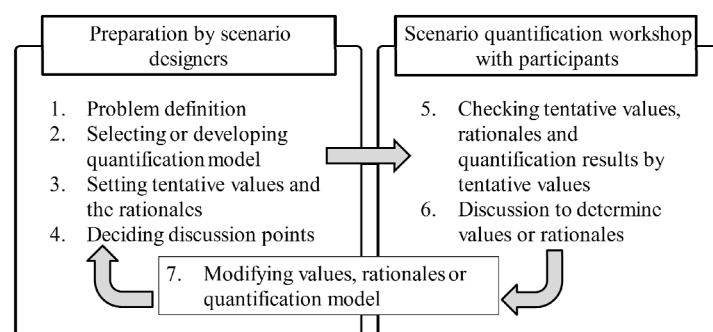 Preparation by scenario
designers
1. Problem definition
2. Selecting or developing
quantification model
3. Setting tentative values and
the rationales
4. Deciding discussion points
Scenario quantification workshop
with participants
5. Checking tentative values,
rationales and
quantification results by
tentative values
6. Discussion to determine
values or rationales
7. Modifying values, rationales or
quantification model